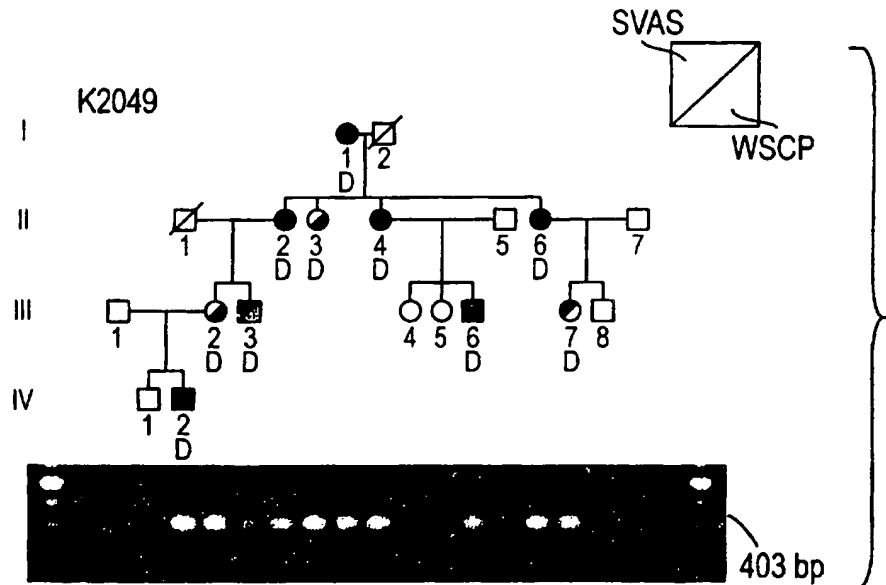 SVAS
K2049
WSCP
I
1 2
D
II
1 2 3 4 5 6 7
D D D D
III
1 2 3 4 5 6 7 8
D D D D
IV
1 2
D
403 bp